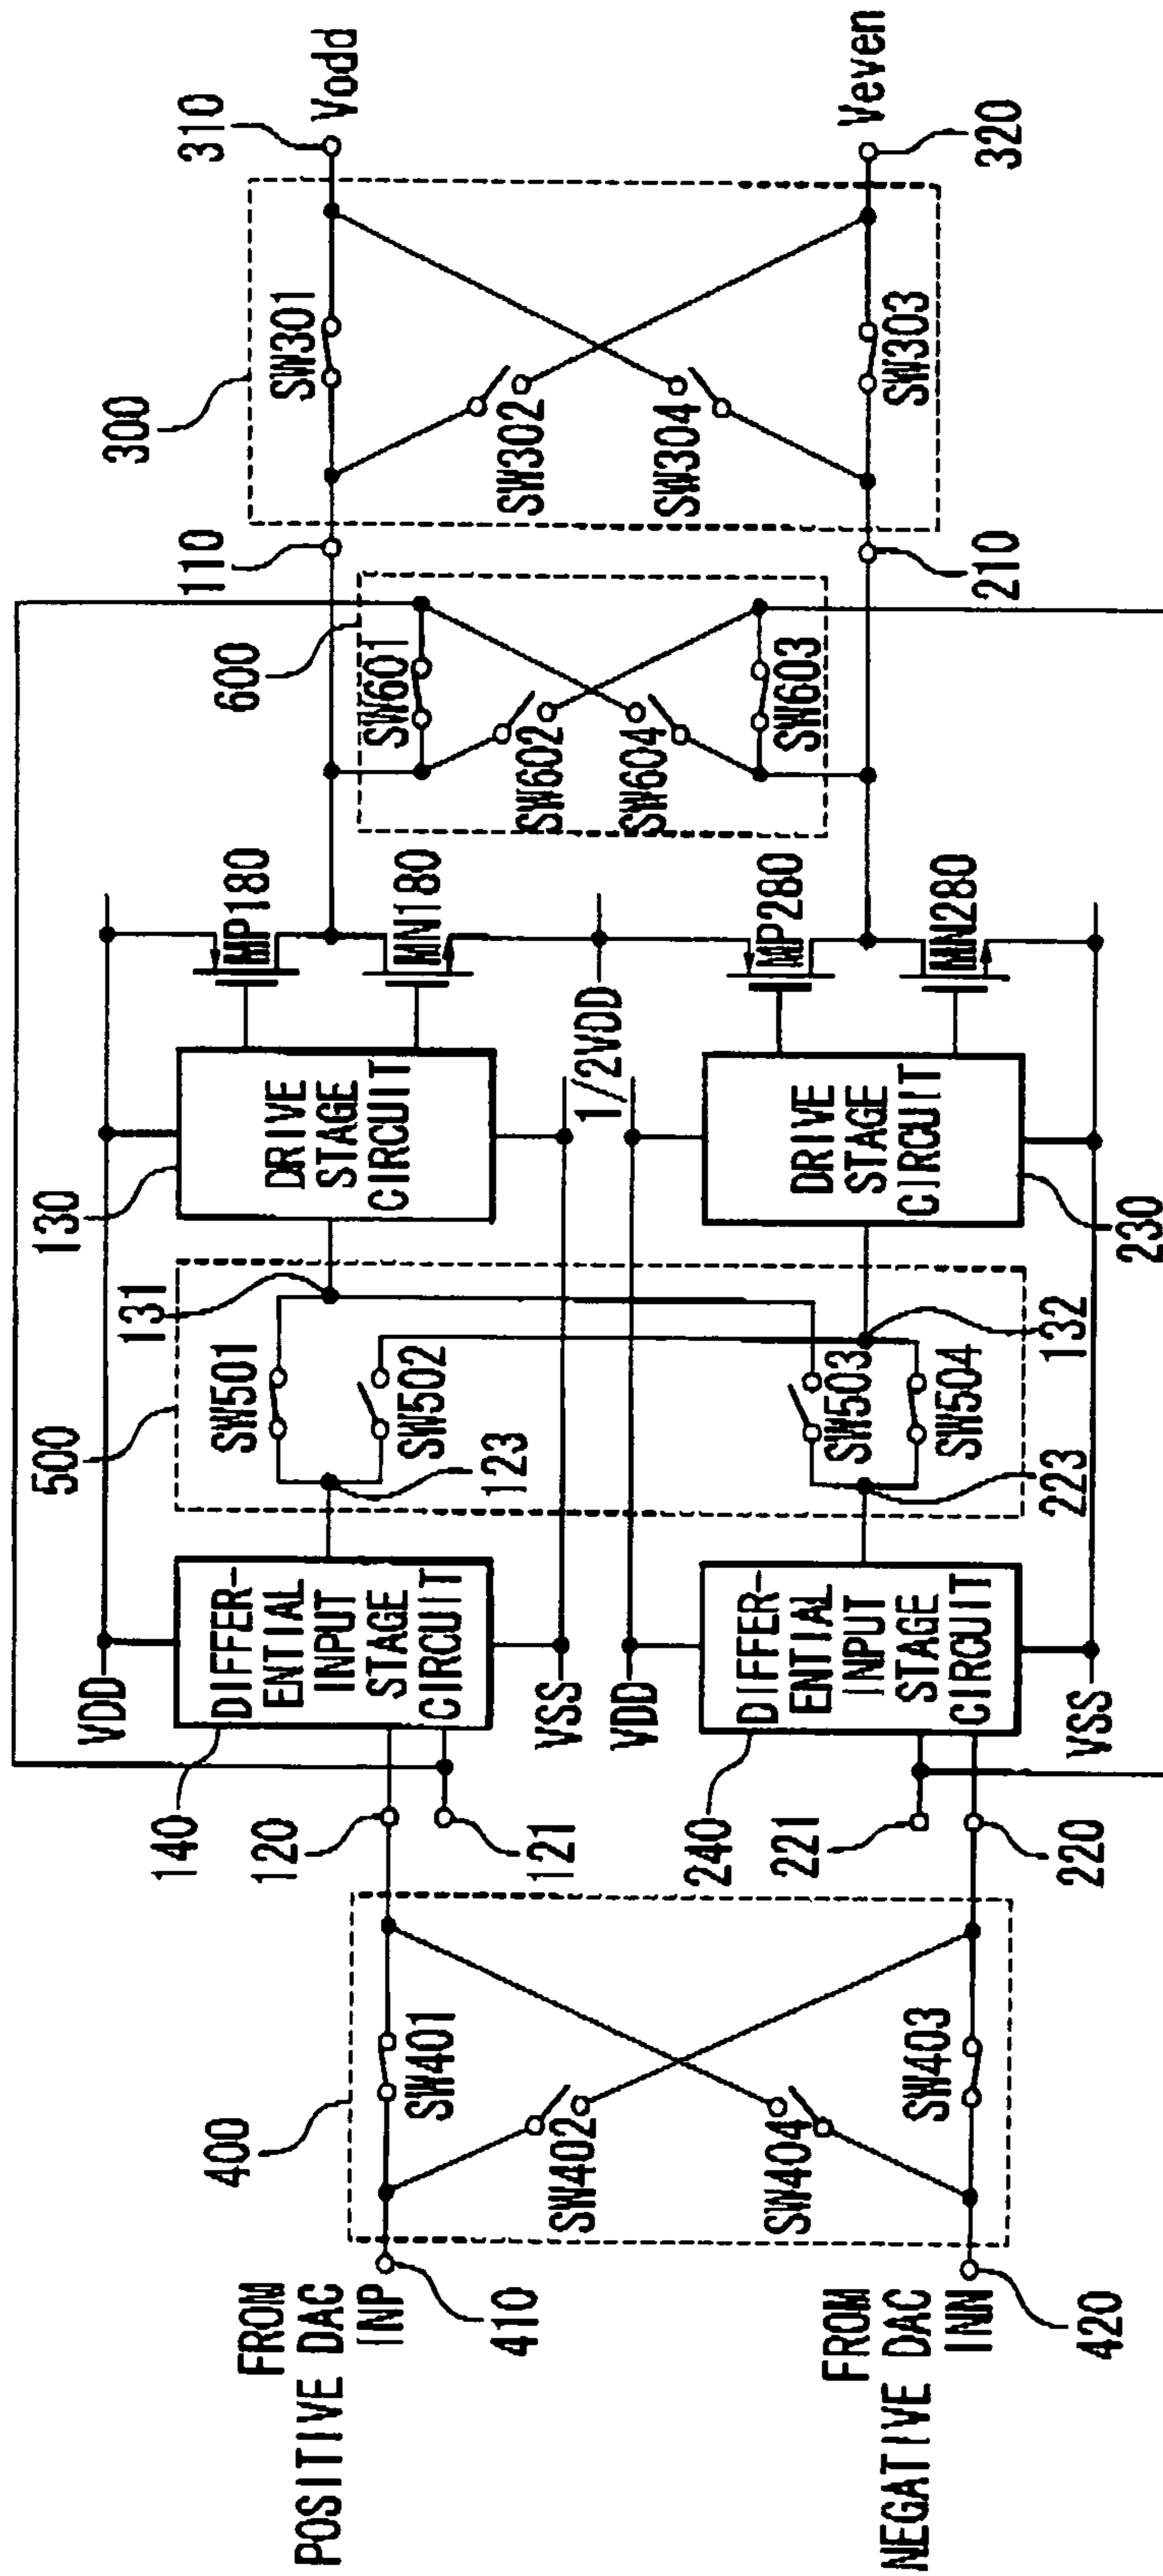 FROM
POSITIVE DAC
INP
410
FROM
NEGATIVE DAC
INN
420
400
SW401
SW402
SW404
SW403
120
121
140
240
221
220
VDD
DIFFER-
ENTIAL
INPUT
STAGE
CIRCUIT
VSS
VDD
DIFFER-
ENTIAL
INPUT
STAGE
CIRCUIT
VSS
500
SW501
SW502
123
SW503
SW504
223
131
132
130
DRIVE
STAGE
CIRCUIT
1/2VDD
DRIVE
STAGE
CIRCUIT
230
MP180
MN180
MP280
MN280
600
SW601
SW602
SW604
SW603
110
210
300
SW301
SW302
SW304
SW303
310
Vodd
Veven
320